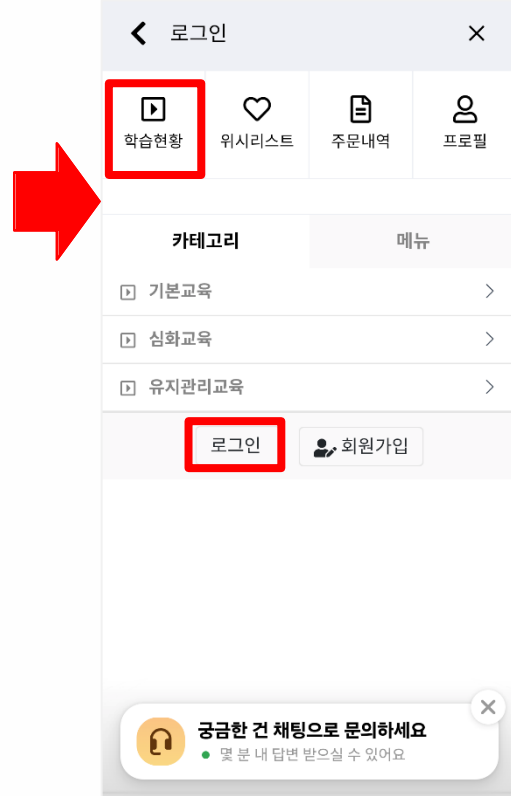 로그인
학습현황 위시리스트 주문내역 프로필
카테고리 메뉴
기본교육
심화교육
유지관리교육
로그인 회원가입
궁금한 건 채팅으로 문의하세요
몇 분 내 답변 받으실 수 있어요